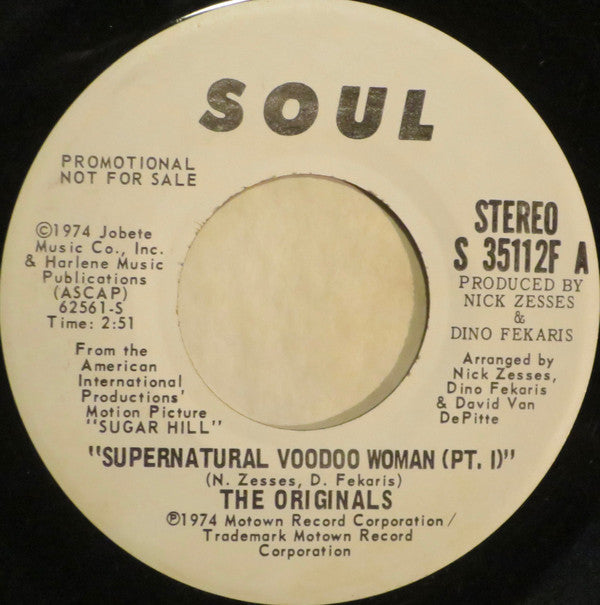 SOUL
PROMOTIONAL
NOT FOR SALE
©1974 Jobete
Music Co., Inc.
& Harlene Music
Publications
(ASCAP)
62561-S
Time: 2:51
From the
American
International
Productions'
Motion Picture
"SUGAR HILL"
STEREO
S 35112F A
PRODUCED BY
NICK ZESSES
&
DINO FEKARIS
Arranged by
Nick Zesses,
Dino Fekaris
& David Van
DePitte
"SUPERNATURAL VOODOO WOMAN (PT. I)"
(N. Zesses, D. Fekaris)
THE ORIGINALS
℗1974 Motown Record Corporation/
Trademark Motown Record
Corporation